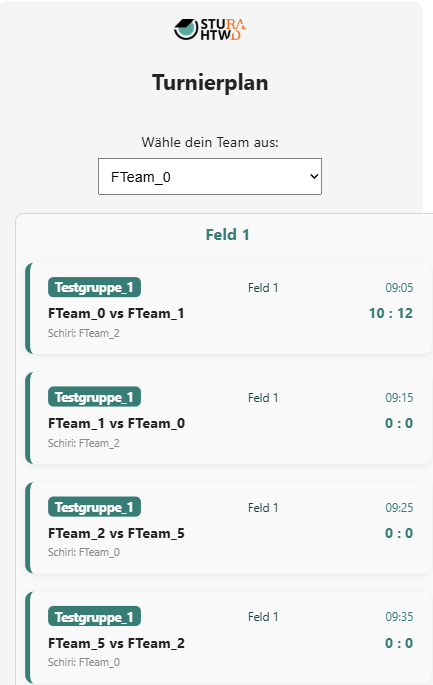 STURA
HTWD
Turnierplan
Wähle dein Team aus:
FTeam_0
Feld 1
Testgruppe_1 Feld 1 09:05
FTeam_0 vs FTeam_1 10 : 12
Schiri: FTeam_2
Testgruppe_1 Feld 1 09:15
FTeam_1 vs FTeam_0 0 : 0
Schiri: FTeam_2
Testgruppe_1 Feld 1 09:25
FTeam_2 vs FTeam_5 0 : 0
Schiri: FTeam_0
Testgruppe_1 Feld 1 09:35
FTeam_5 vs FTeam_2 0 : 0
Schiri: FTeam_0